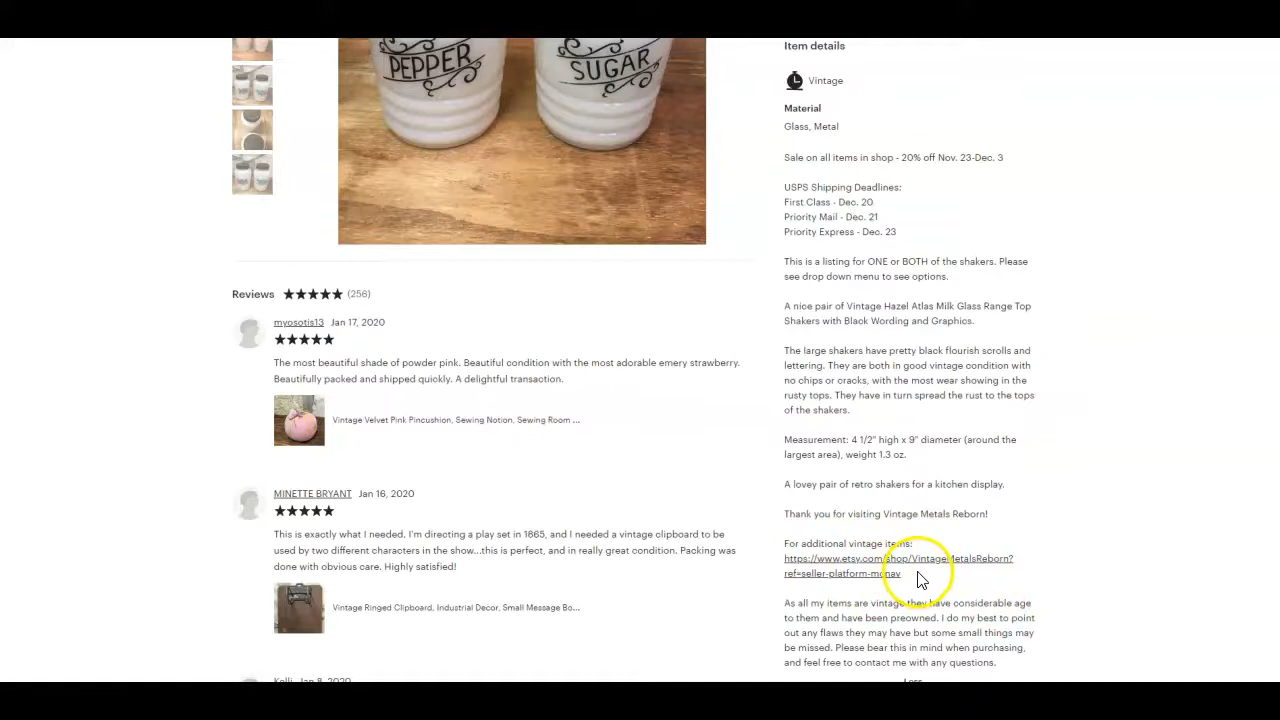 PEPPER
SUGAR
Reviews ★★★★★ (256)
myosotis13 Jan 17, 2020
★★★★★
The most beautiful shade of powder pink. Beautiful condition with the most adorable emery strawberry.
Beautifully packed and shipped quickly. A delightful transaction.
Vintage Velvet Pink Pincushion, Sewing Notion, Sewing Room ...
MINETTE BRYANT Jan 16, 2020
★★★★★
This is exactly what I needed. I'm directing a play set in 1865, and I needed a vintage clipboard to be
used by two different characters in the show...this is perfect, and in really great condition. Packing was
done with obvious care. Highly satisfied!
Vintage Ringed Clipboard, Industrial Decor, Small Message Bo...
Kelli Jan 8, 2020
Item details
Vintage
Material
Glass, Metal
Sale on all items in shop - 20% off Nov. 23-Dec. 3
USPS Shipping Deadlines:
First Class - Dec. 20
Priority Mail - Dec. 21
Priority Express - Dec. 23
This is a listing for ONE or BOTH of the shakers. Please
see drop down menu to see options.
A nice pair of Vintage Hazel Atlas Milk Glass Range Top
Shakers with Black Wording and Graphics.
The large shakers have pretty black flourish scrolls and
lettering. They are both in good vintage condition with
no chips or cracks, with the most wear showing in the
rusty tops. They have in turn spread the rust to the tops
of the shakers.
Measurement: 4 1/2" high x 9" diameter (around the
largest area), weight 1.3 oz.
A lovey pair of retro shakers for a kitchen display.
Thank you for visiting Vintage Metals Reborn!
For additional vintage items:
https://www.etsy.com/shop/VintageMetalsReborn?
ref=seller-platform-mcnav
As all my items are vintage they have considerable age
to them and have been preowned. I do my best to point
out any flaws they may have but some small things may
be missed. Please bear this in mind when purchasing,
and feel free to contact me with any questions.
Less